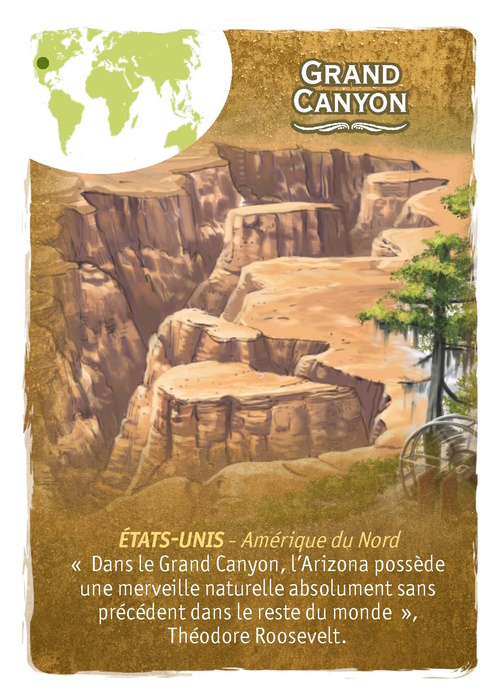 GRAND
CANYON
ÉTATS-UNIS - Amérique du Nord
« Dans le Grand Canyon, l'Arizona possède
une merveille naturelle absolument sans
précédent dans le reste du monde »,
Théodore Roosevelt.